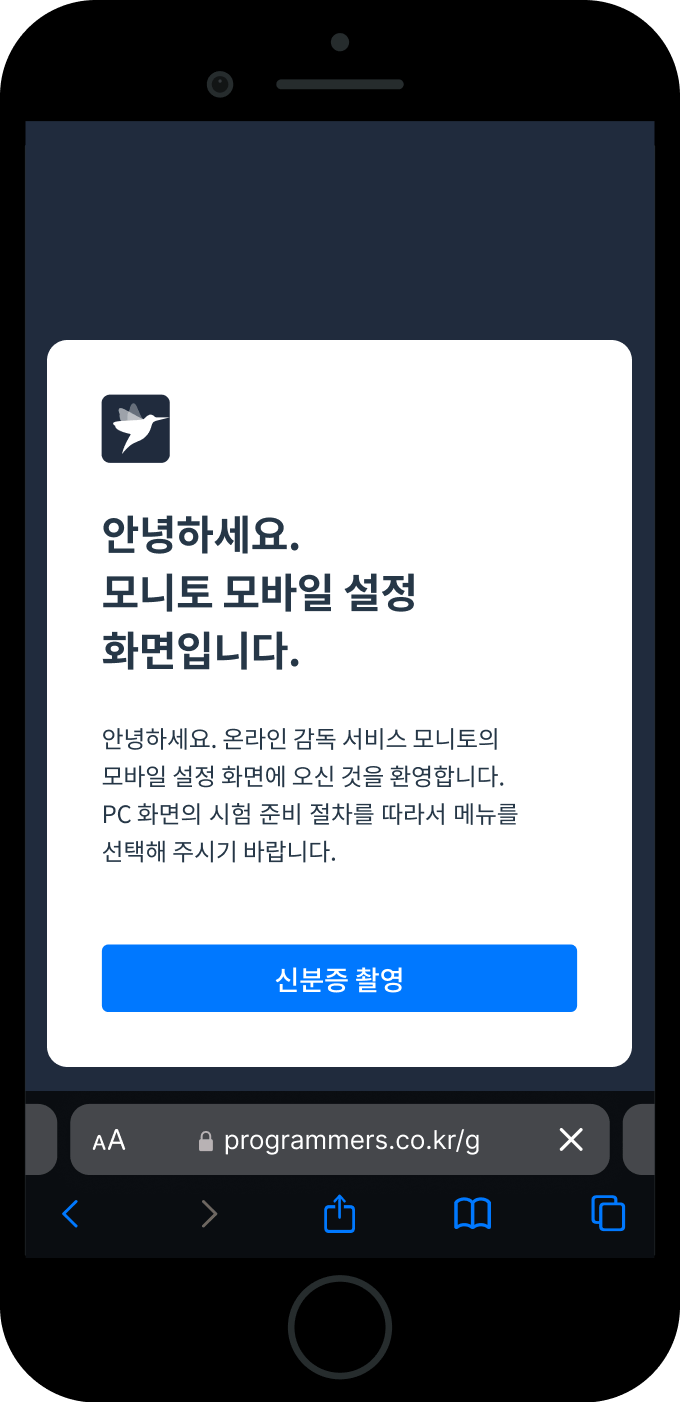 안녕하세요.
모니토 모바일 설정
화면입니다.
안녕하세요. 온라인 감독 서비스 모니토의
모바일 설정 화면에 오신 것을 환영합니다.
PC 화면의 시험 준비 절차를 따라서 메뉴를
선택해 주시기 바랍니다.
신분증 촬영
AA programmers.co.kr/g